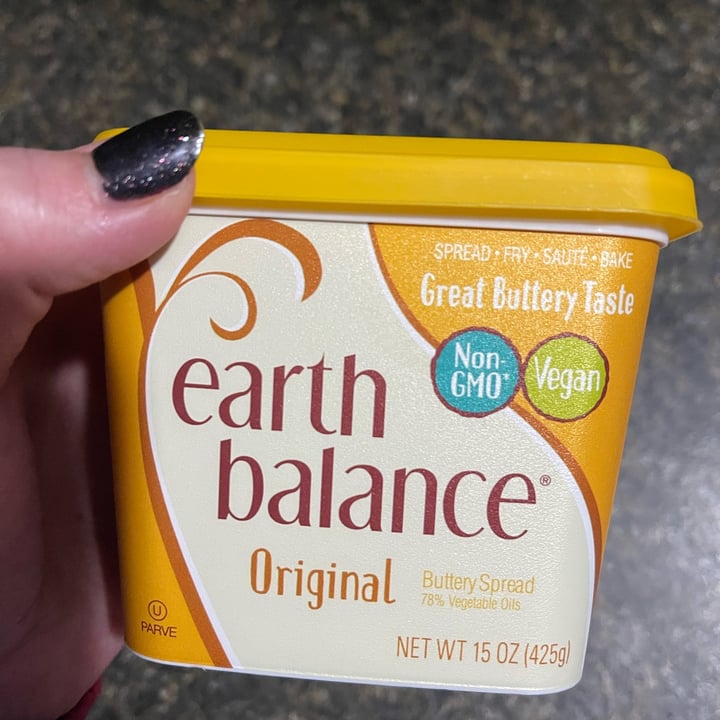 SPREAD • FRY • SAUTÉ • BAKE
Great Buttery Taste
Non-
GMO*
Vegan
earth
balance®
Original
Buttery Spread
78% Vegetable Oils
U
PARVE
NET WT 15 OZ (425g)